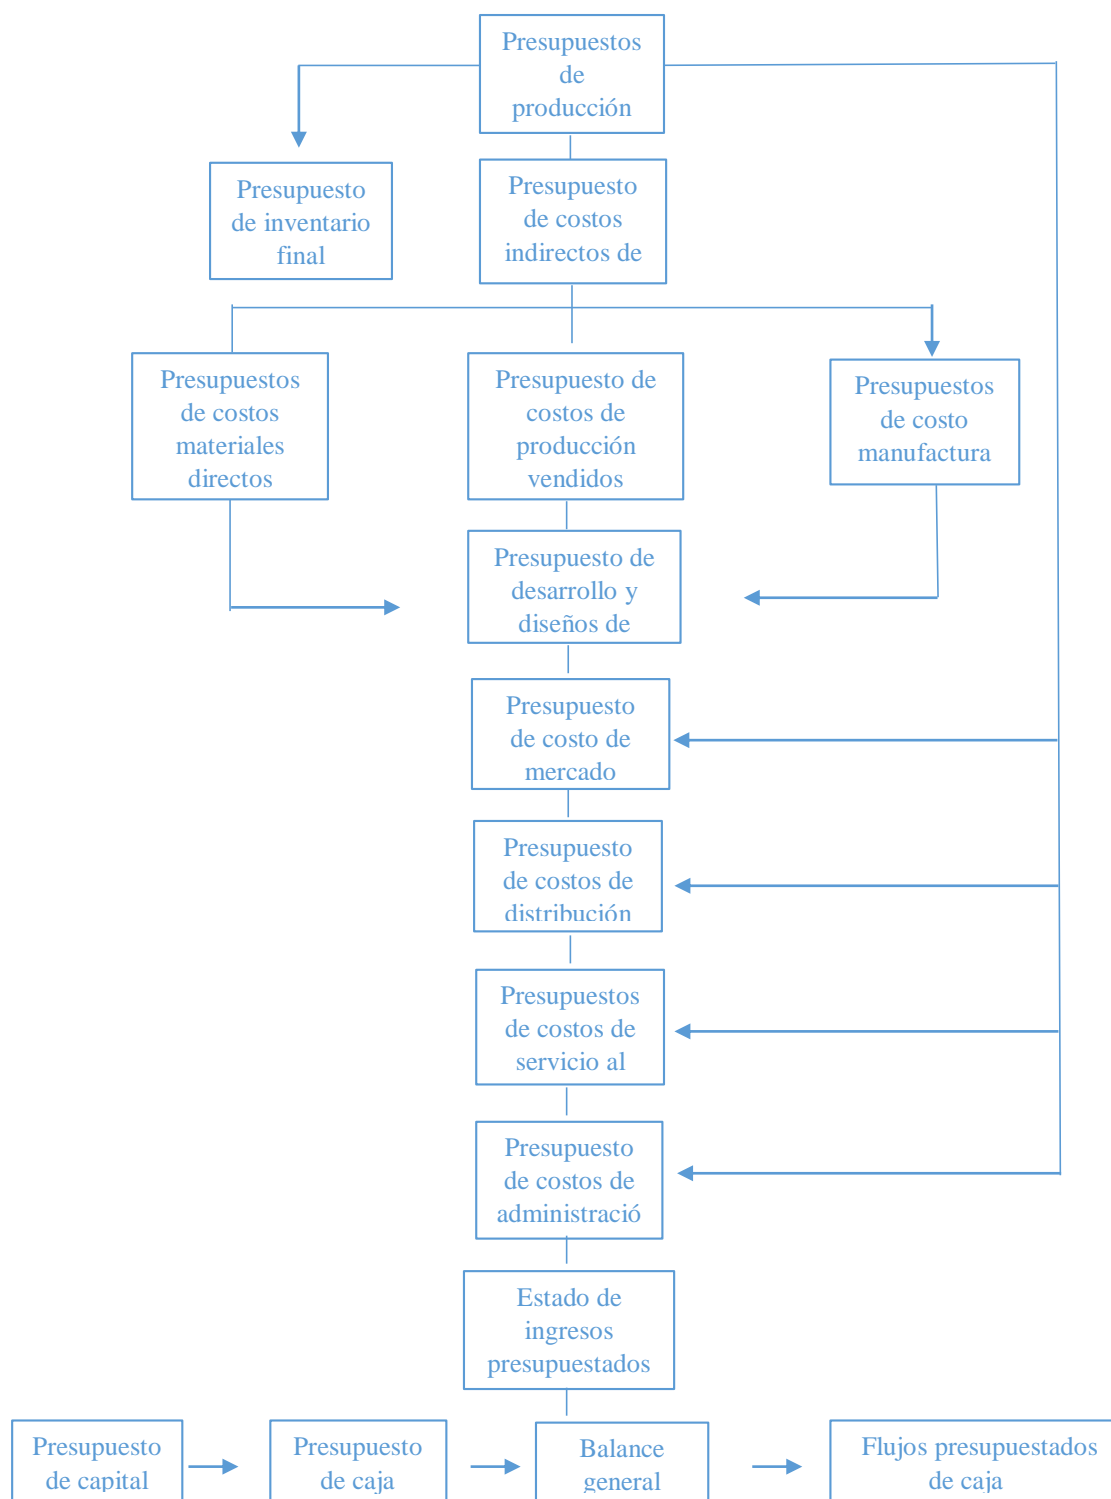 Presupuestos
de
producción
Presupuesto
de inventario
final
Presupuesto
de costos
indirectos de
Presupuestos
de costos
materiales
directos
Presupuesto de
costos de
producción
vendidos
Presupuestos
de costo
manufactura
Presupuesto de
desarrollo y
diseños de
Presupuesto
de costo de
mercado
Presupuesto
de costos de
distribución
Presupuestos
de costos de
servicio al
Presupuesto
de costos de
administració
Estado de
ingresos
presupuestados
Presupuesto
de capital
Presupuesto
de caja
Balance
general
Flujos presupuestados
de caja